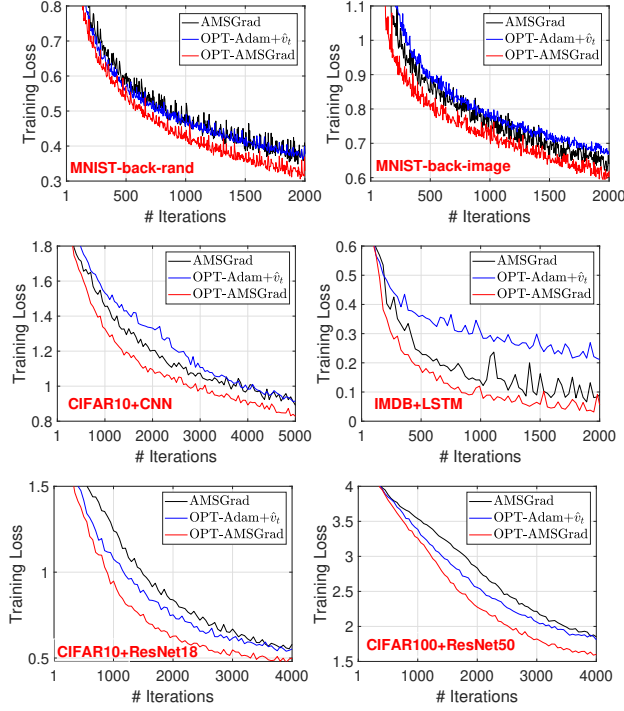 0.8
0.7
0.6
0.5
0.4
0.3
Training Loss
AMSGrad
OPT-Adam+v̂ₜ
OPT-AMSGrad
MNIST-back-rand
1 500 1000 1500 2000
# Iterations
1.1
1
0.9
0.8
0.7
0.6
Training Loss
AMSGrad
OPT-Adam+v̂ₜ
OPT-AMSGrad
MNIST-back-image
1 500 1000 1500 2000
# Iterations
1.8
1.6
1.4
1.2
1
0.8
Training Loss
AMSGrad
OPT-Adam+v̂ₜ
OPT-AMSGrad
CIFAR10+CNN
1 1000 2000 3000 4000 5000
# Iterations
0.6
0.5
0.4
0.3
0.2
0.1
0
Training Loss
AMSGrad
OPT-Adam+v̂ₜ
OPT-AMSGrad
IMDB+LSTM
1 500 1000 1500 2000
# Iterations
1.5
1
0.5
Training Loss
AMSGrad
OPT-Adam+v̂ₜ
OPT-AMSGrad
CIFAR10+ResNet18
1 1000 2000 3000 4000
# Iterations
4
3.5
3
2.5
2
1.5
Training Loss
AMSGrad
OPT-Adam+v̂ₜ
OPT-AMSGrad
CIFAR100+ResNet50
1 1000 2000 3000 4000
# Iterations